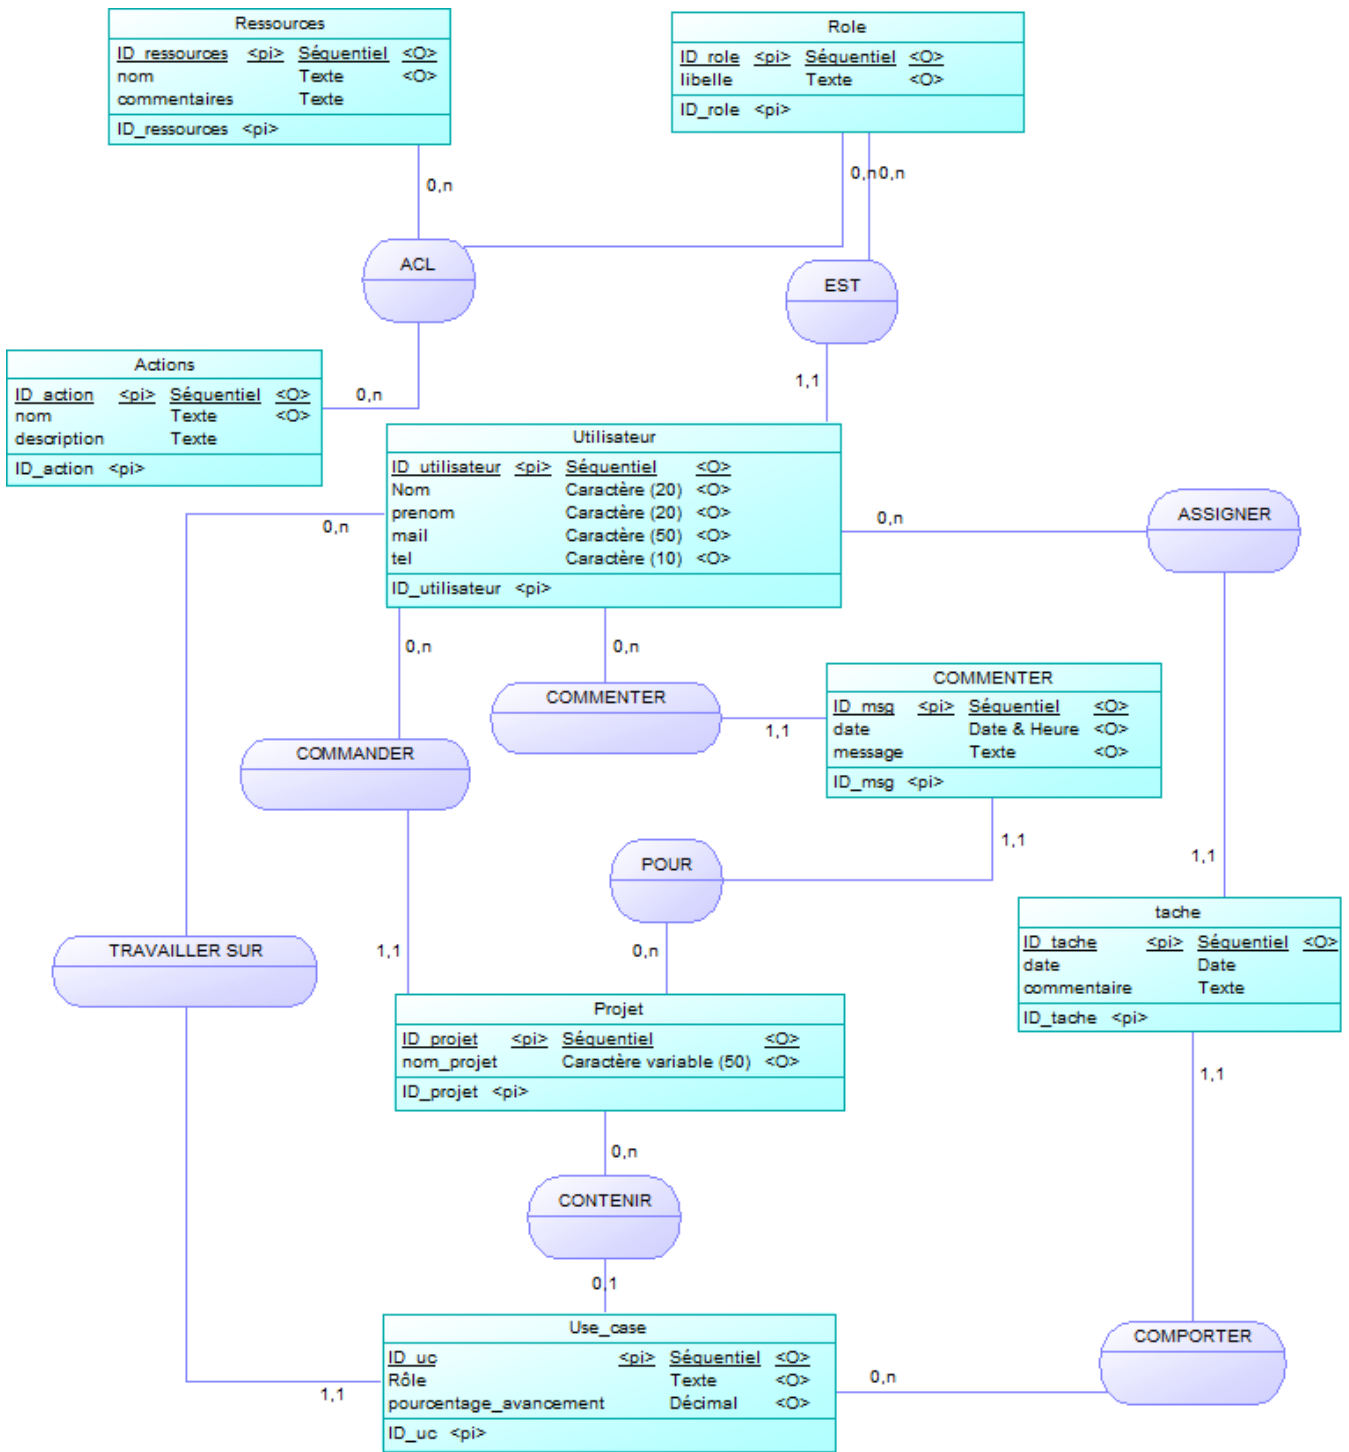 Ressources
ID_ressources <pi> Séquentiel <O>
nom Texte <O>
commentaires Texte
ID_ressources <pi>
Role
ID_role <pi> Séquentiel <O>
libelle Texte <O>
ID_role <pi>
0,n
0,n 0,n
ACL
EST
Actions
ID_action <pi> Séquentiel <O>
nom Texte <O>
description Texte
ID_action <pi>
0,n
1,1
Utilisateur
ID_utilisateur <pi> Séquentiel <O>
Nom Caractère (20) <O>
prenom Caractère (20) <O>
mail Caractère (50) <O>
tel Caractère (10) <O>
ID_utilisateur <pi>
0,n
0,n
ASSIGNER
0,n
0,n
COMMENTER
1,1
COMMENTER
ID_msg <pi> Séquentiel <O>
date Date & Heure <O>
message Texte <O>
ID_msg <pi>
COMMANDER
POUR
1,1
1,1
TRAVAILLER SUR
1,1
0,n
tache
ID_tache <pi> Séquentiel <O>
date Date
commentaire Texte
ID_tache <pi>
Projet
ID_projet <pi> Séquentiel <O>
nom_projet Caractère variable (50) <O>
ID_projet <pi>
1,1
0,n
CONTENIR
0,1
Use_case
ID_uc <pi> Séquentiel <O>
Rôle Texte <O>
pourcentage_avancement Décimal <O>
ID_uc <pi>
1,1
0,n
COMPORTER